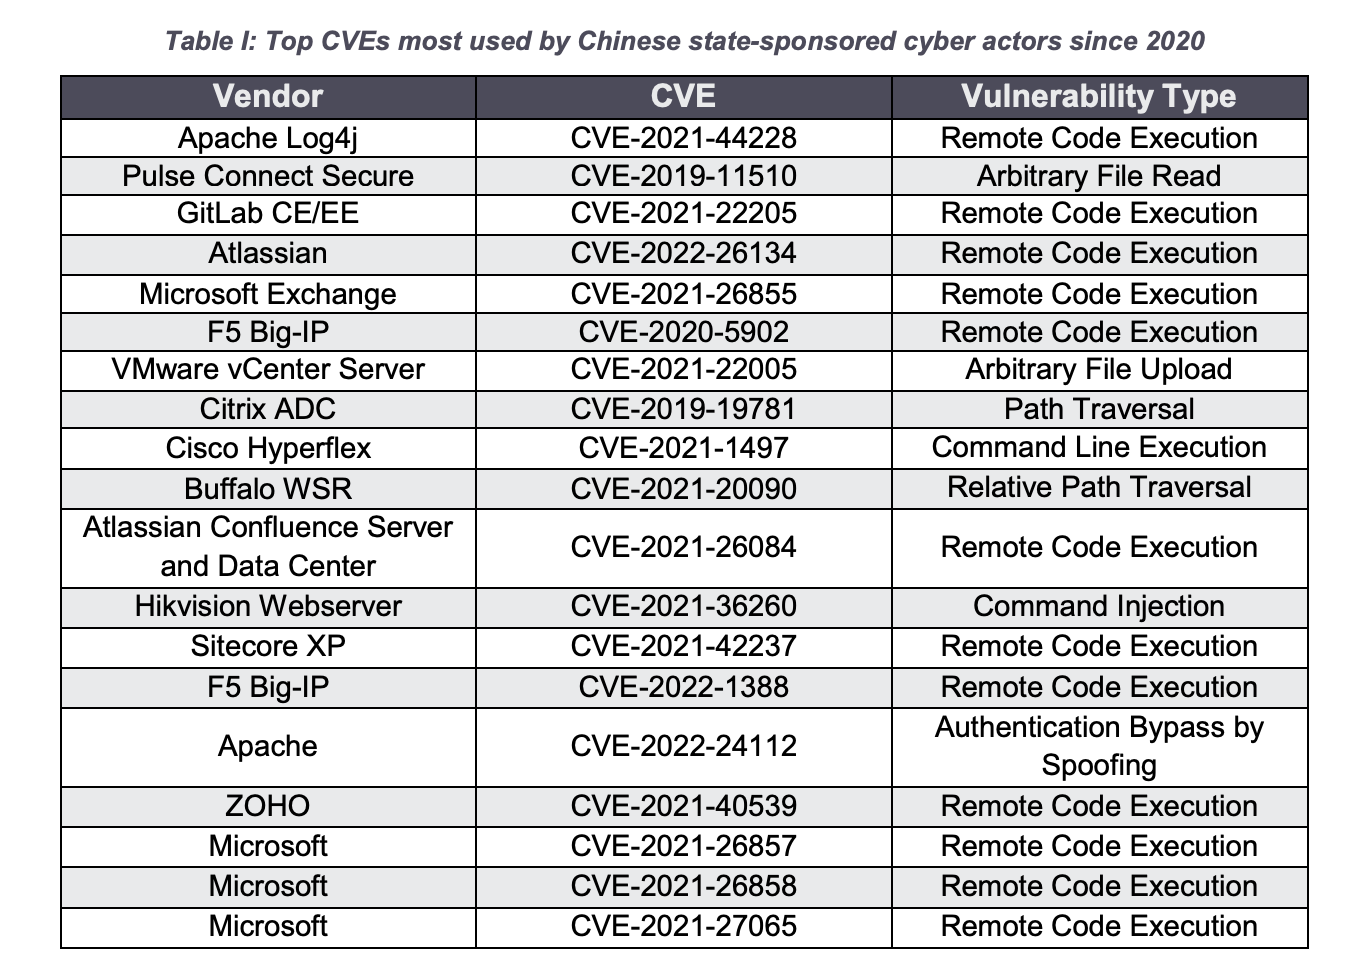 Table I: Top CVEs most used by Chinese state-sponsored cyber actors since 2020
Vendor CVE Vulnerability Type
Apache Log4j CVE-2021-44228 Remote Code Execution
Pulse Connect Secure CVE-2019-11510 Arbitrary File Read
GitLab CE/EE CVE-2021-22205 Remote Code Execution
Atlassian CVE-2022-26134 Remote Code Execution
Microsoft Exchange CVE-2021-26855 Remote Code Execution
F5 Big-IP CVE-2020-5902 Remote Code Execution
VMware vCenter Server CVE-2021-22005 Arbitrary File Upload
Citrix ADC CVE-2019-19781 Path Traversal
Cisco Hyperflex CVE-2021-1497 Command Line Execution
Buffalo WSR CVE-2021-20090 Relative Path Traversal
Atlassian Confluence Server
and Data Center CVE-2021-26084 Remote Code Execution
Hikvision Webserver CVE-2021-36260 Command Injection
Sitecore XP CVE-2021-42237 Remote Code Execution
F5 Big-IP CVE-2022-1388 Remote Code Execution
Apache CVE-2022-24112 Authentication Bypass by
Spoofing
ZOHO CVE-2021-40539 Remote Code Execution
Microsoft CVE-2021-26857 Remote Code Execution
Microsoft CVE-2021-26858 Remote Code Execution
Microsoft CVE-2021-27065 Remote Code Execution